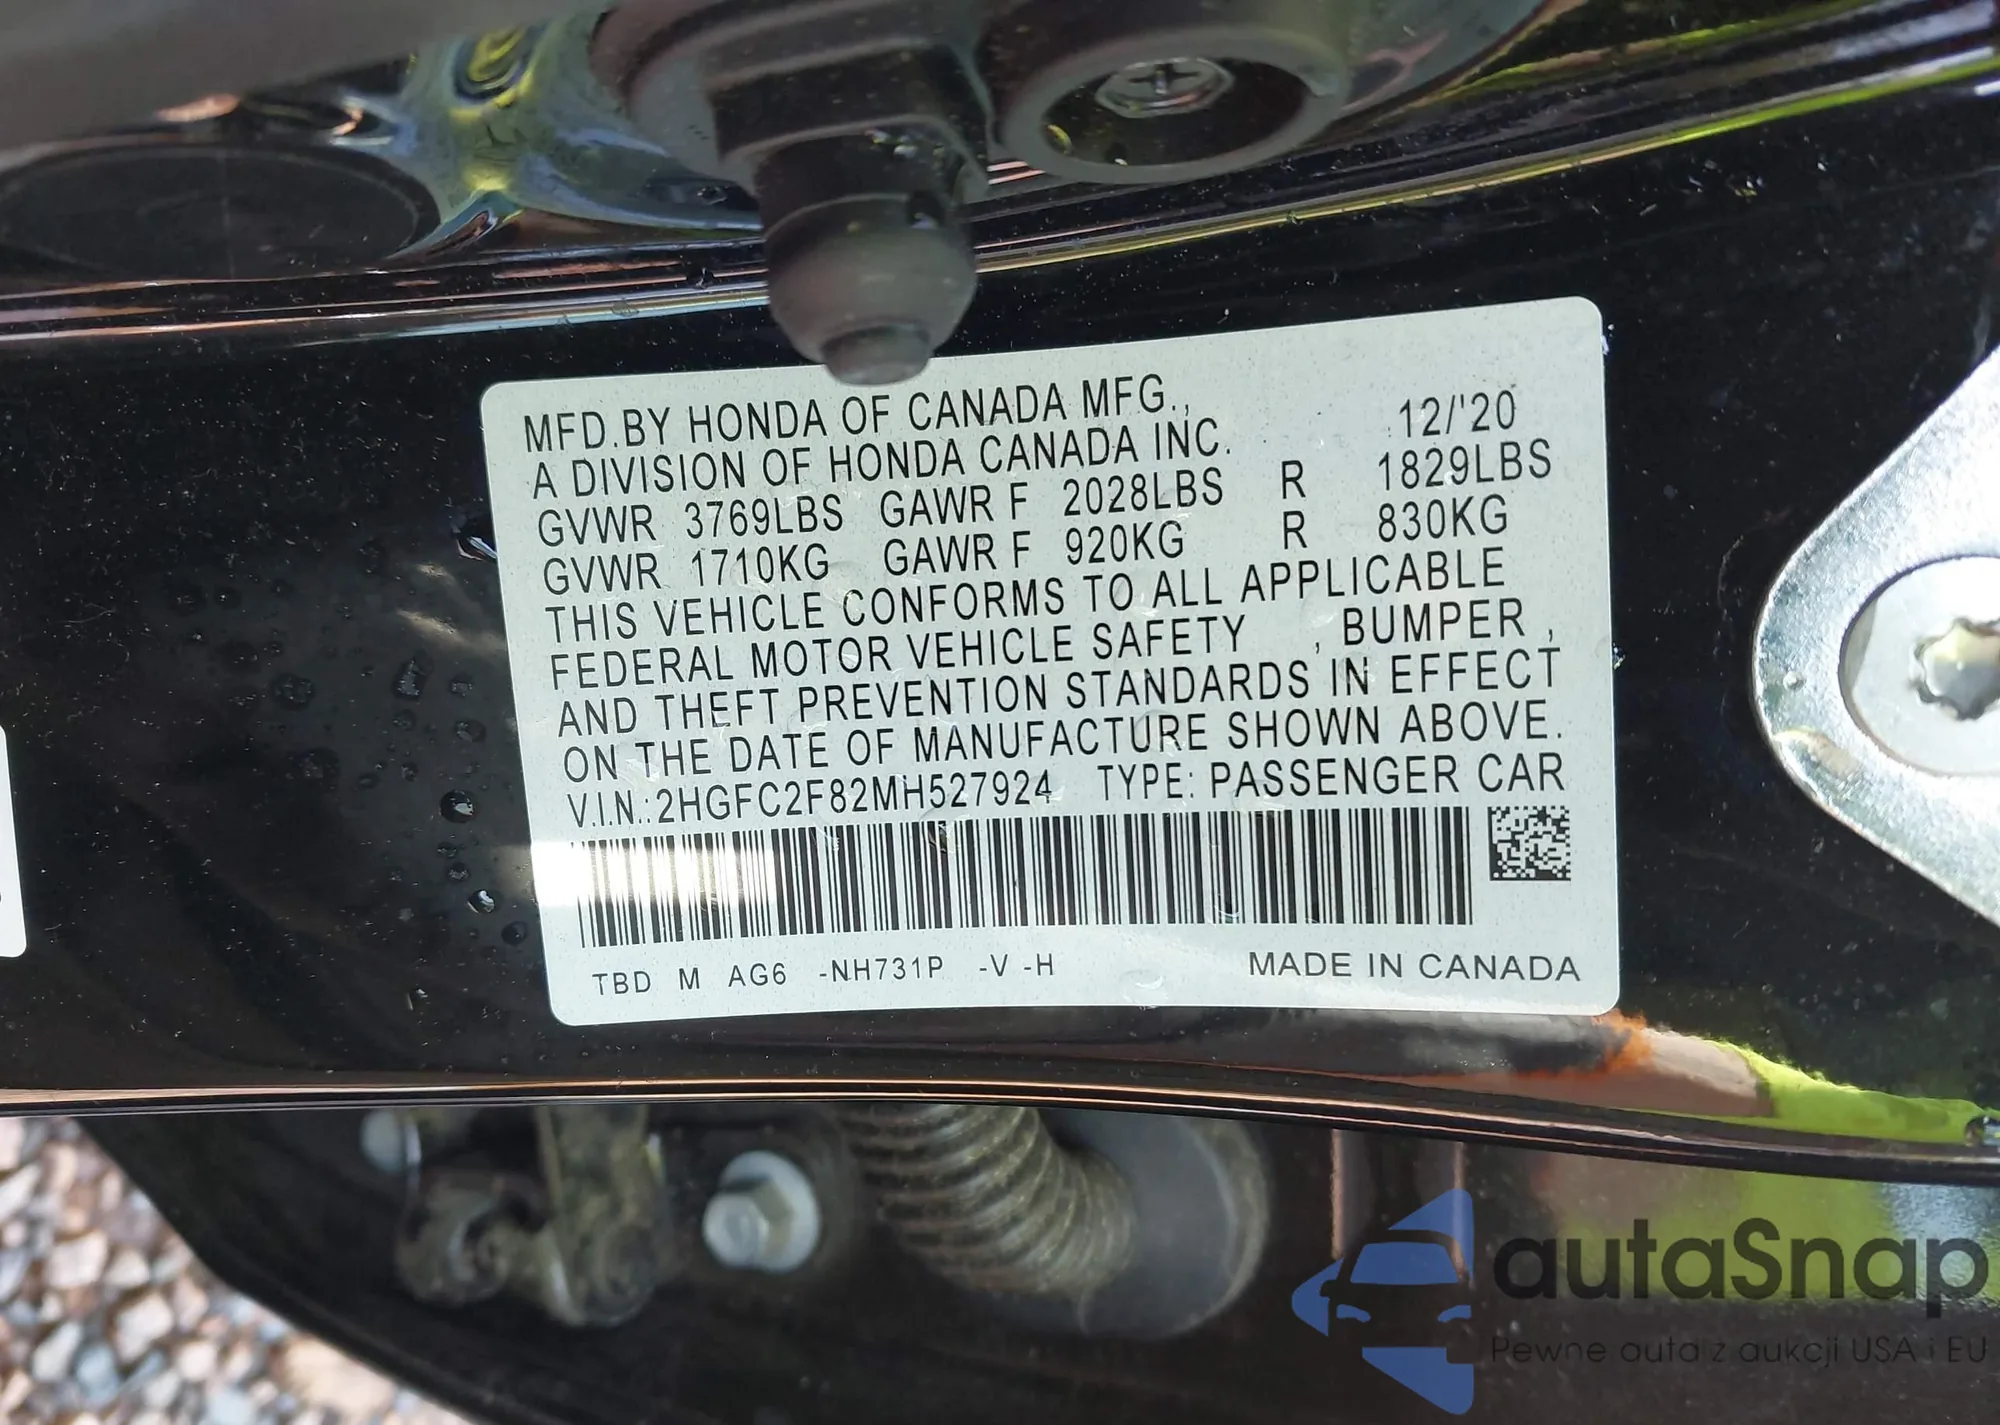 MFD.BY HONDA OF CANADA MFG.,
A DIVISION OF HONDA CANADA INC. 12/'20
GVWR 3769LBS GAWR F 2028LBS R 1829LBS
GVWR 1710KG GAWR F 920KG R 830KG
THIS VEHICLE CONFORMS TO ALL APPLICABLE
FEDERAL MOTOR VEHICLE SAFETY , BUMPER ,
AND THEFT PREVENTION STANDARDS IN EFFECT
ON THE DATE OF MANUFACTURE SHOWN ABOVE.
V.I.N.:2HGFC2F82MH527924 TYPE: PASSENGER CAR
TBD M AG6 -NH731P -V -H MADE IN CANADA
autaSnap
Pewne auta z aukcji USA i EU